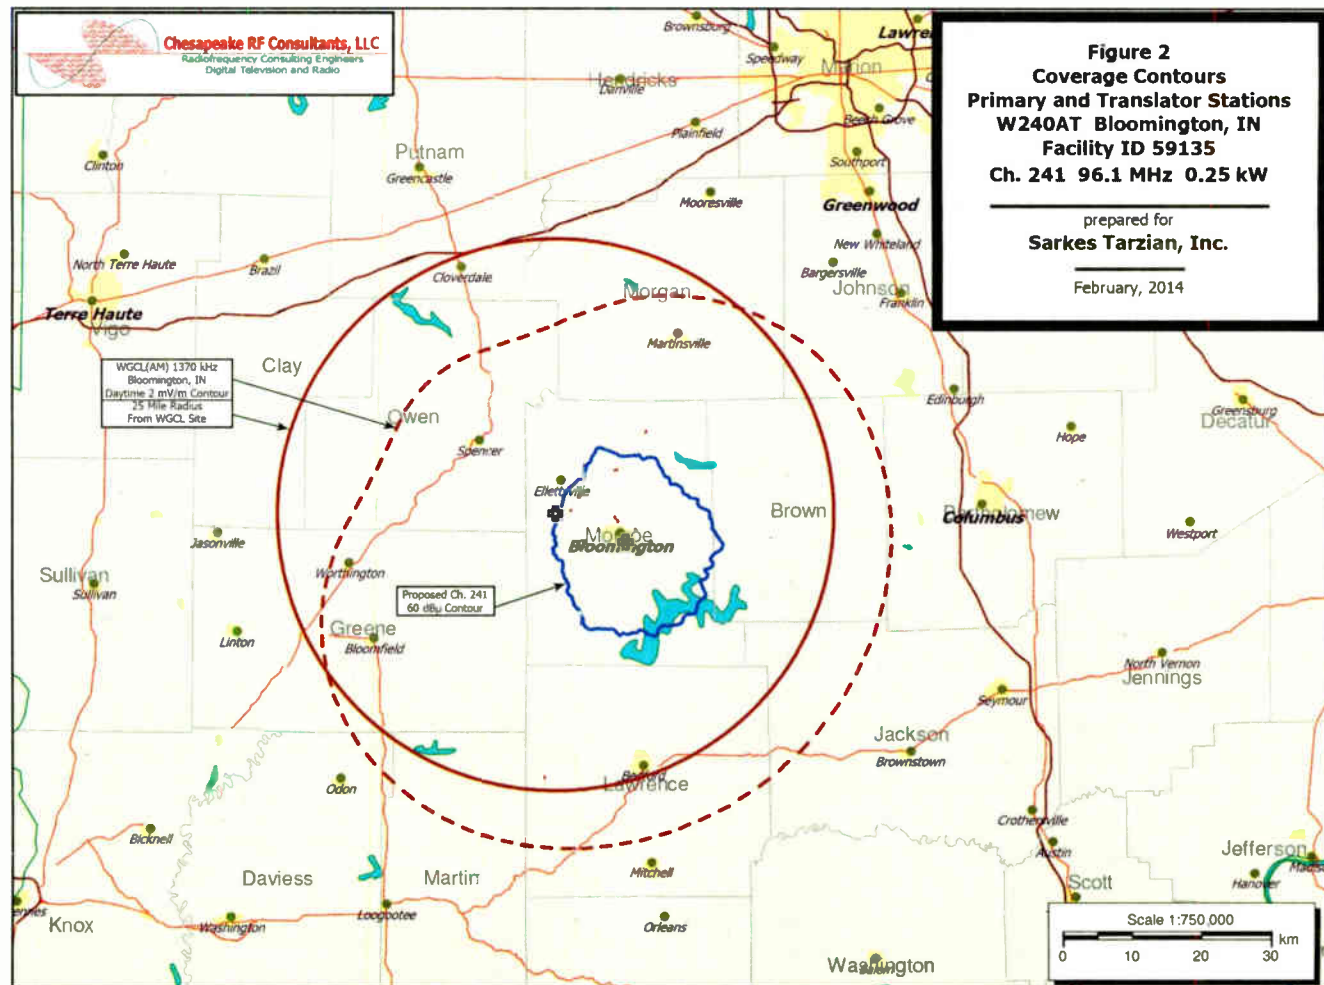 Chesapeake RF Consultants, LLC
Radiofrequency Consulting Engineers
Digital Television and Radio
Figure 2
Coverage Contours
Primary and Translator Stations
W240AT Bloomington, IN
Facility ID 59135
Ch. 241 96.1 MHz 0.25 kW
prepared for
Sarkes Tarzian, Inc.
February, 2014
Brownsburg
Speedway
Marion
Hendricks
Danville
Plainfield
Beech Grove
Clinton
Putnam
Greencastle
Southport
Mooresville
Greenwood
New Whiteland
North Terre Haute
Brazil
Cloverdale
Bargersville
Johnson
Franklin
Morgan
Terre Haute
Vigo
Martinsville
Clay
WGCL(AM) 1370 kHz
Bloomington, IN
Daytime 2 mV/m Contour
25 Mile Radius
From WGCL Site
Owen
Spencer
Edinburgh
Hope
Greensburg
Decatur
Ellettsville
Brown
Bartholomew
Columbus
Westport
Monroe
Bloomington
Jasonville
Worthington
Sullivan
Sullivan
Proposed Ch. 241
60 dBµ Contour
Linton
Greene
Bloomfield
North Vernon
Jennings
Seymour
Jackson
Brownstown
Bedford
Lawrence
Odon
Bicknell
Crothersville
Austin
Mitchell
Jefferson
Hanover
Daviess
Martin
Scott
Loogootee
Washington
Orleans
Knox
Washington
Salem
Scale 1:750,000
0 10 20 30 km